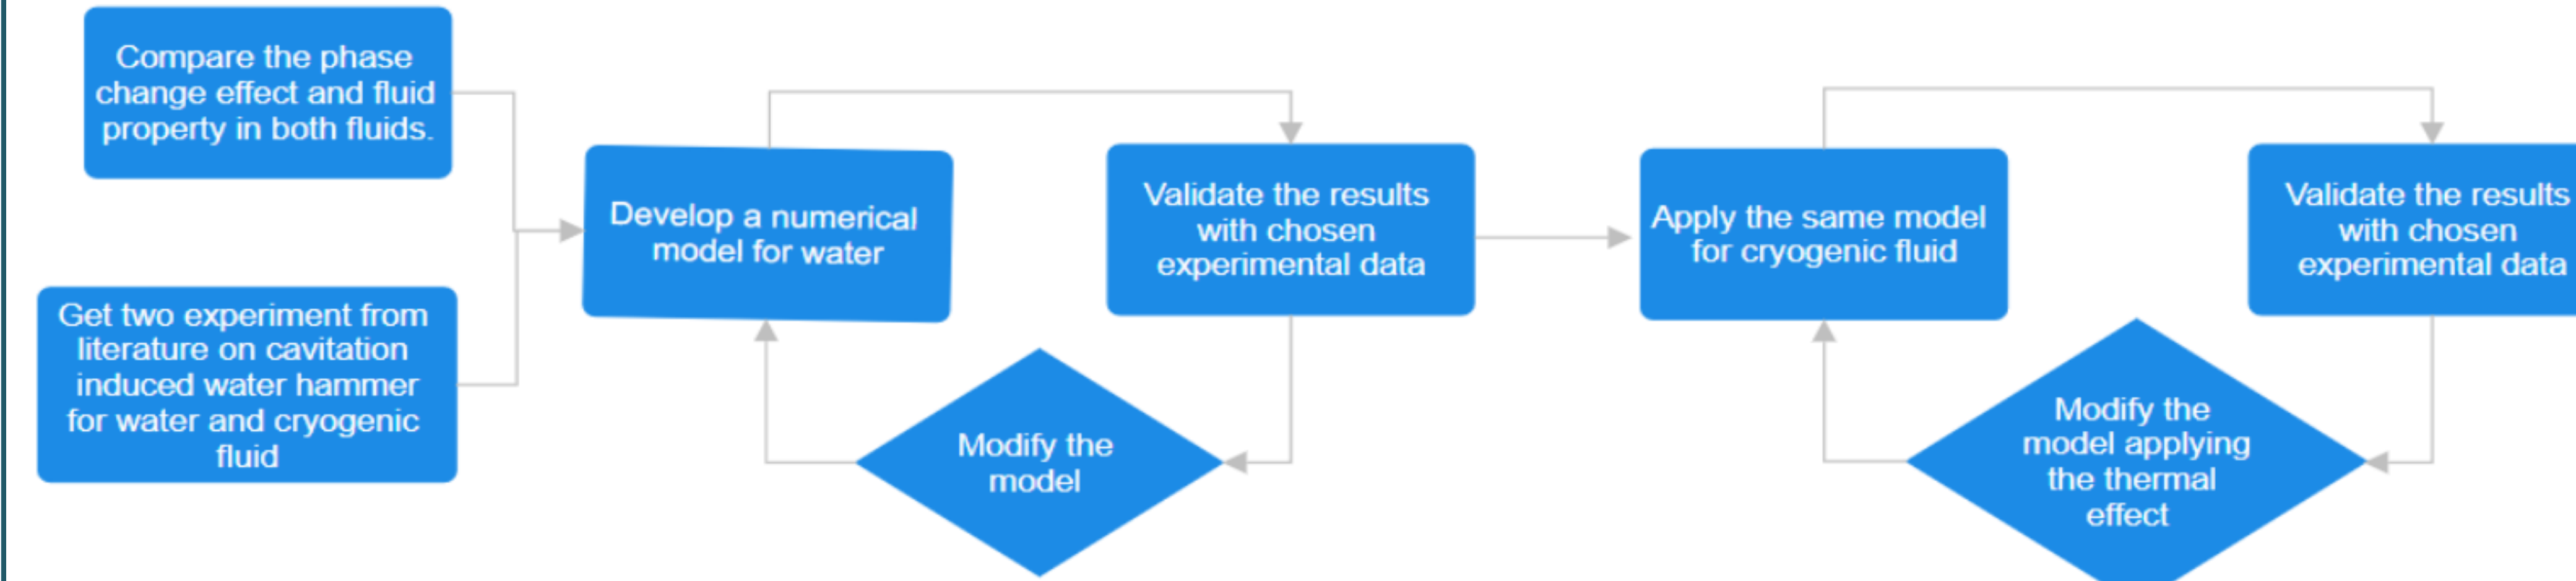 Compare the phase
change effect and fluid
property in both fluids.
Get two experiment from
literature on cavitation
induced water hammer
for water and cryogenic
fluid
Develop a numerical
model for water
Validate the results
with chosen
experimental data
Modify the
model
Apply the same model
for cryogenic fluid
Validate the results
with chosen
experimental data
Modify the
model applying
the thermal
effect